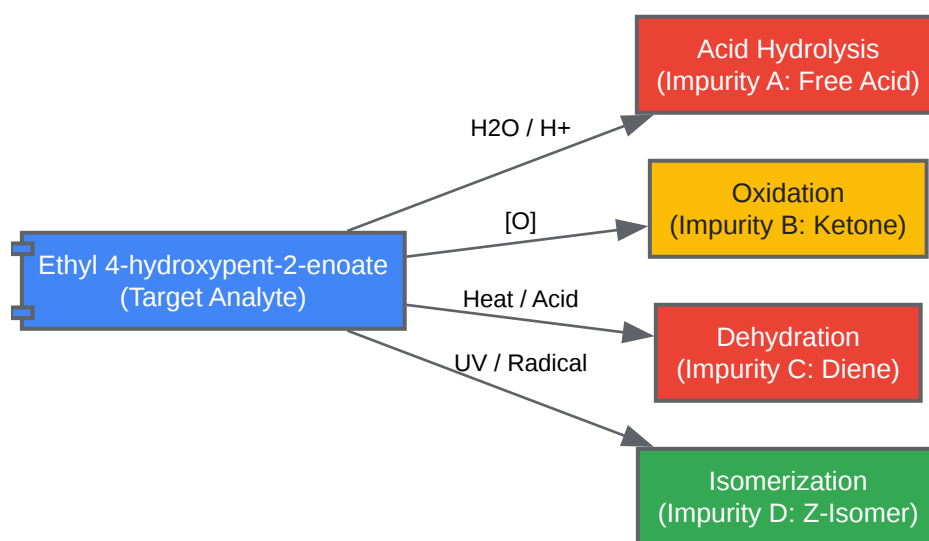 Acid Hydrolysis
(Impurity A: Free Acid)
H2O / H+
Oxidation
(Impurity B: Ketone)
[O]
Ethyl 4-hydroxypent-2-enoate
(Target Analyte)
Heat / Acid
Dehydration
(Impurity C: Diene)
UV / Radical
Isomerization
(Impurity D: Z-Isomer)